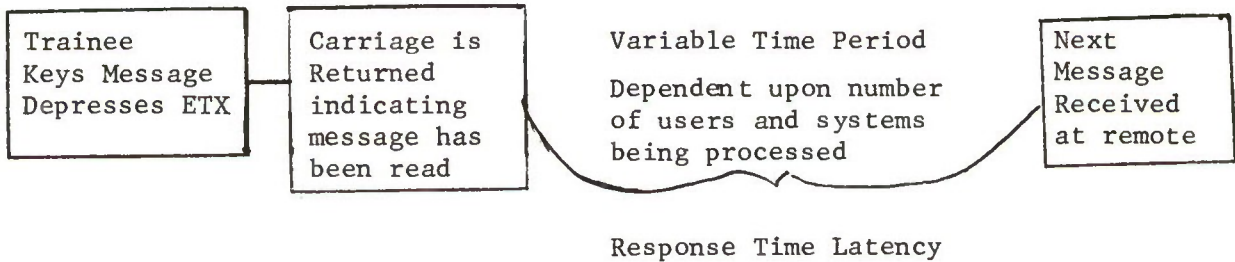 Trainee
Keys Message
Depresses ETX
Carriage is
Returned
indicating
message has
been read
Variable Time Period
Dependent upon number
of users and systems
being processed
Next
Message
Received
at remote
Response Time Latency